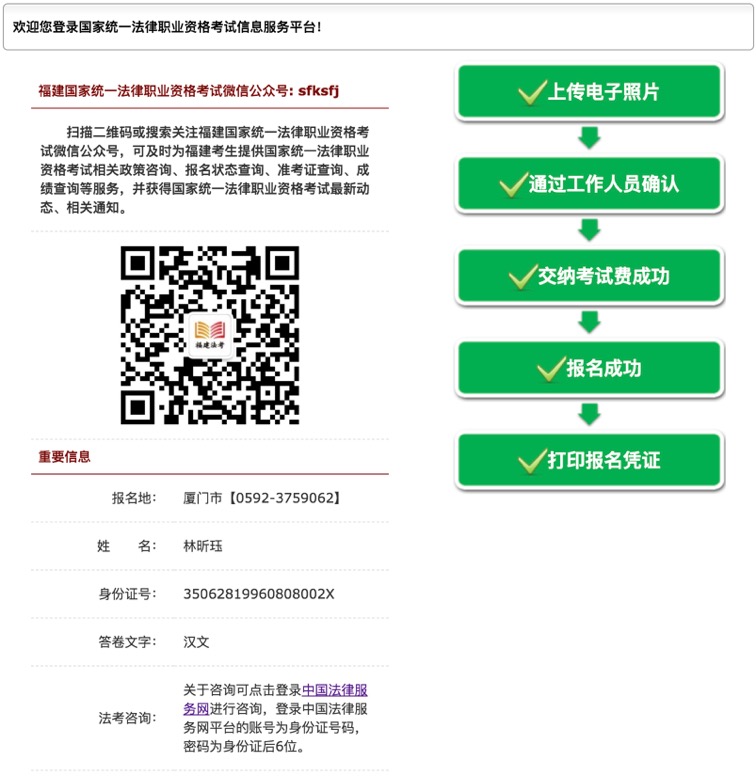 欢迎您登录国家统一法律职业资格考试信息服务平台！
福建国家统一法律职业资格考试微信公众号: sfksfj
扫描二维码或搜索关注福建国家统一法律职业资格考
试微信公众号，可及时为福建考生提供国家统一法律职业
资格考试相关政策咨询、报名状态查询、准考证查询、成
绩查询等服务，并获得国家统一法律职业资格考试最新动
态、相关通知。
福建法考
重要信息
报名地： 厦门市【0592-3759062】
姓 名： 林昕珏
身份证号： 35062819960808002X
答卷文字： 汉文
法考咨询： 关于咨询可点击登录中国法律服
务网进行咨询，登录中国法律服
务网平台的账号为身份证号码，
密码为身份证后6位。
上传电子照片
通过工作人员确认
交纳考试费成功
报名成功
打印报名凭证